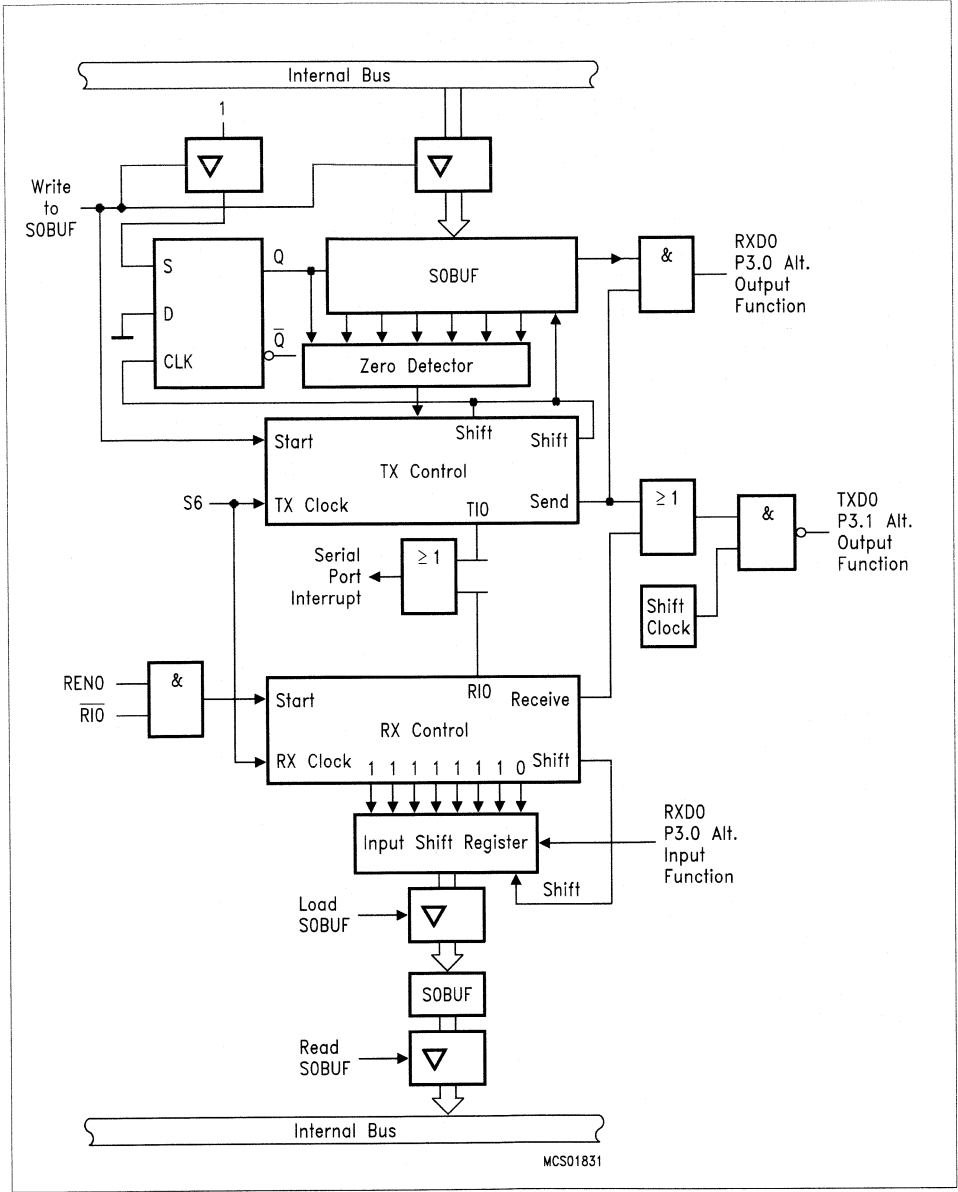 Internal Bus
1
Write
to
S0BUF
S
D
CLK
Q
Q̅
S0BUF
&
RXD0
P3.0 Alt.
Output
Function
Zero Detector
Start
Shift
Shift
TX Control
S6
TX Clock
TI0
Send
≥1
&
TXD0
P3.1 Alt.
Output
Function
Serial
Port
Interrupt
≥1
Shift
Clock
REN0
R̅I̅0̅
&
Start
RI0
Receive
RX Control
RX Clock
1 1 1 1 1 1 1 0
Shift
Input Shift Register
RXD0
P3.0 Alt.
Input
Function
Shift
Load
S0BUF
S0BUF
Read
S0BUF
Internal Bus
MCS01831